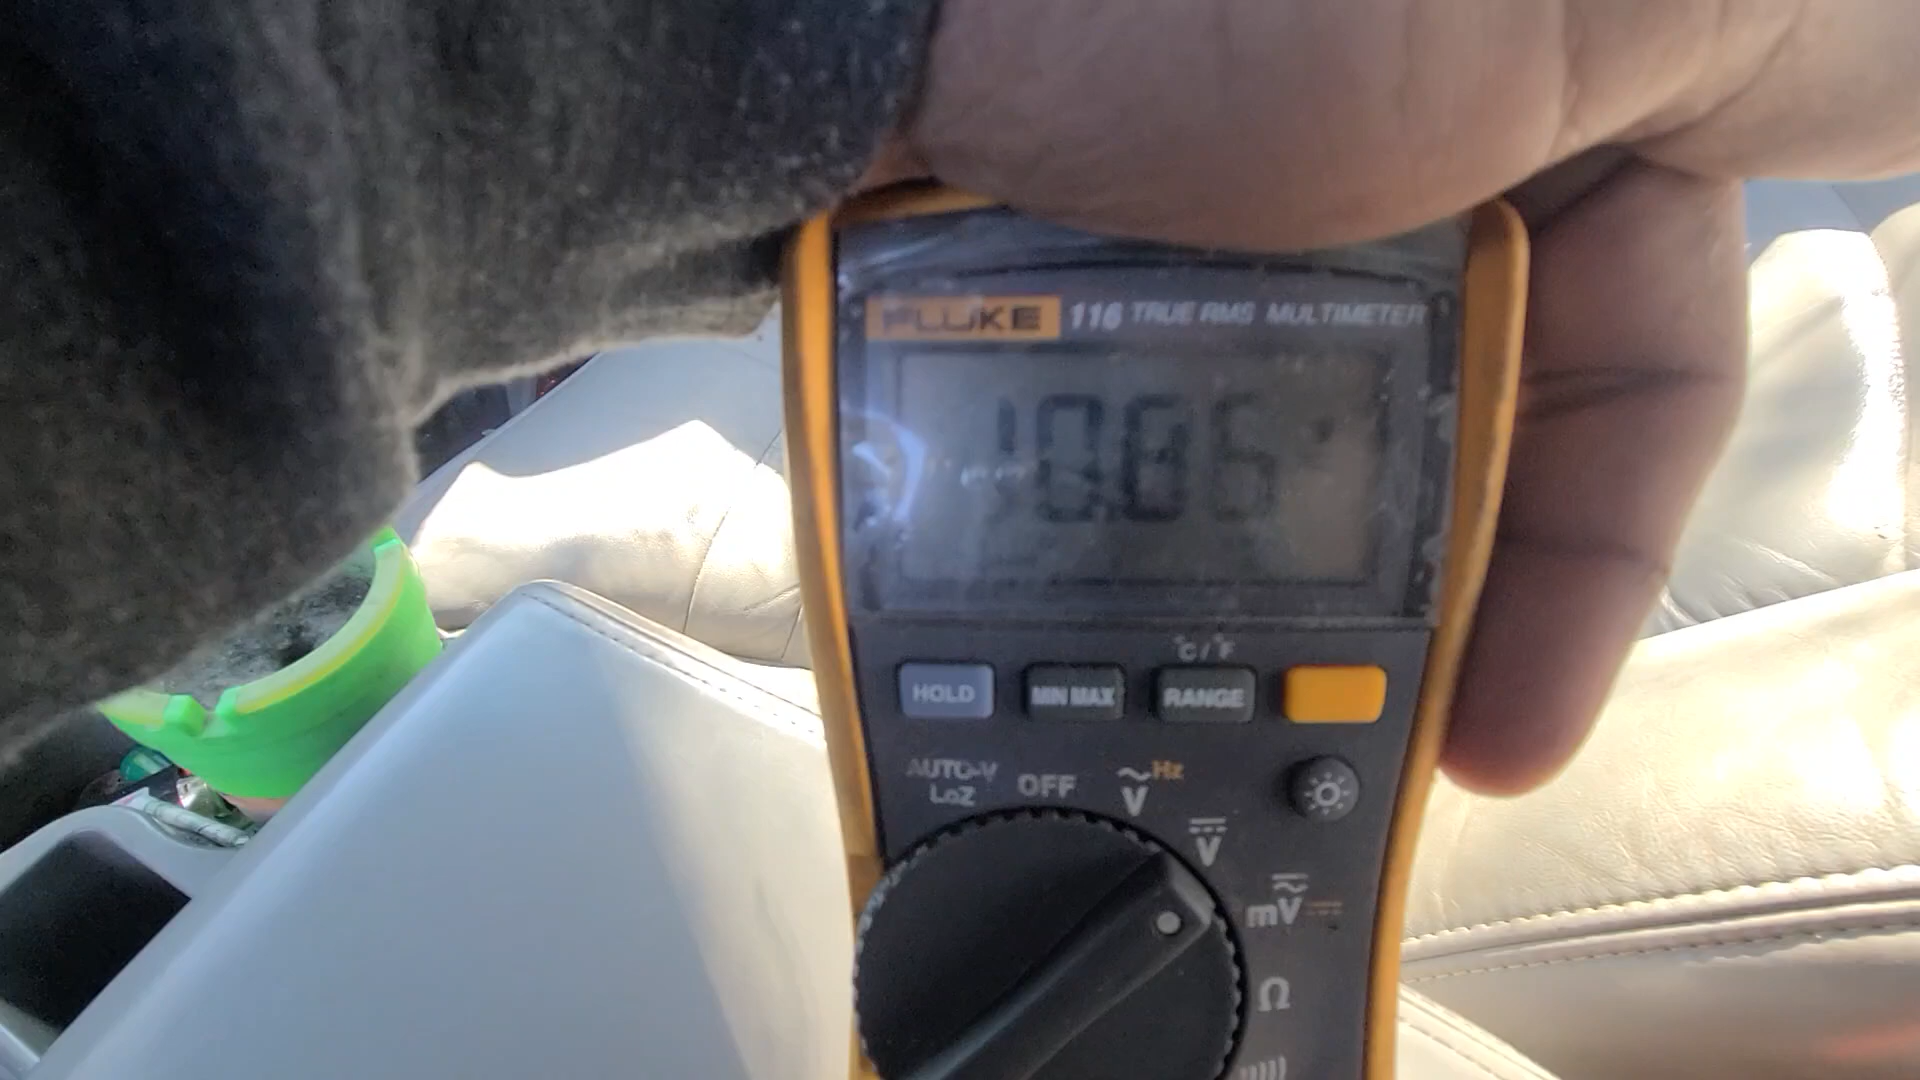 FLUKE 116 TRUE RMS MULTIMETER
10.06
°C/°F
HOLD MIN MAX RANGE
AUTO-V LoZ
OFF
V Hz
V
mV
Ω